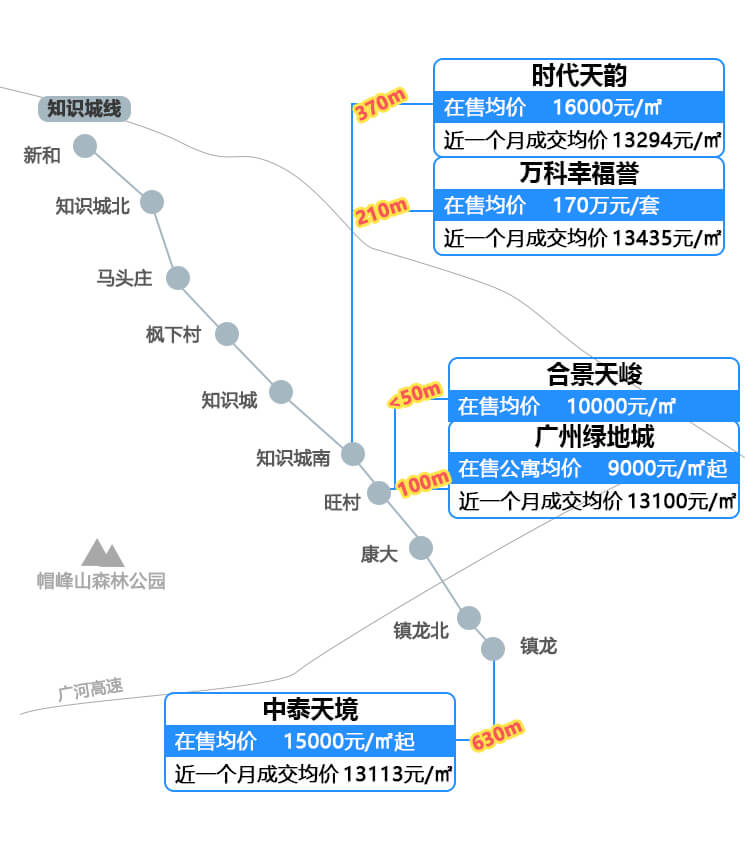 时代天韵
370m
知识城线
在售均价 16000元/㎡
近一个月成交均价 13294元/㎡
新和
万科幸福誉
知识城北
210m
在售均价 170万元/套
近一个月成交均价 13435元/㎡
马头庄
枫下村
合景天峻
知识城
<50m
在售均价 10000元/㎡
广州绿地城
知识城南
在售公寓均价 9000元/㎡起
100m
旺村
近一个月成交均价 13100元/㎡
康大
帽峰山森林公园
镇龙北
镇龙
广河高速
中泰天境
在售均价 15000元/㎡起
630m
近一个月成交均价 13113元/㎡